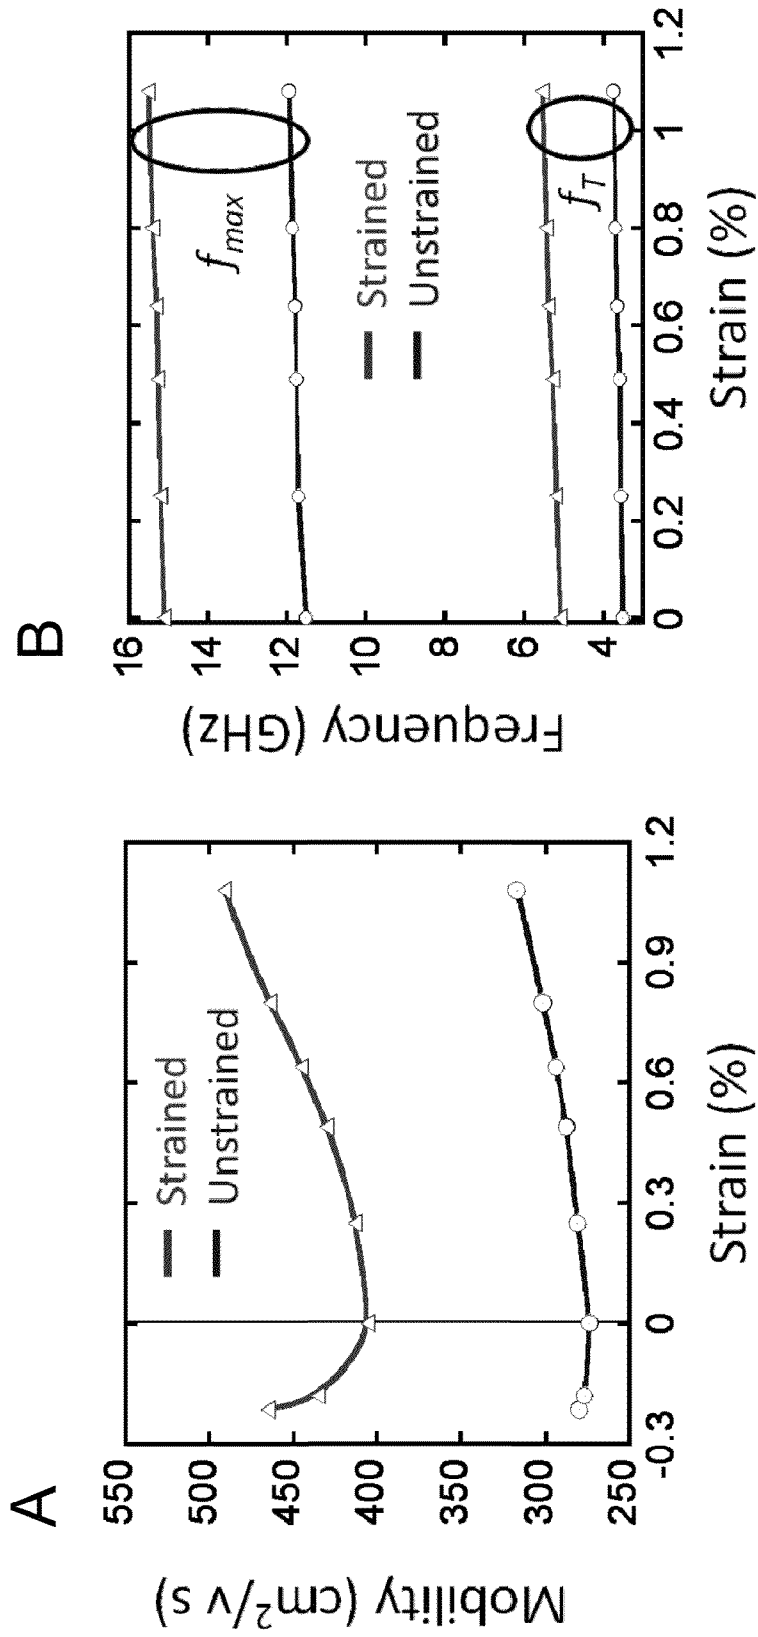 A
Mobility (cm²/v s)
550
500
450
400
350
300
250
-0.3
0
0.3
0.6
0.9
1.2
Strain (%)
Strained
Unstrained
B
Frequency (GHz)
16
14
12
10
8
6
4
0
0.2
0.4
0.6
0.8
1
1.2
Strain (%)
f max
Strained
Unstrained
f T